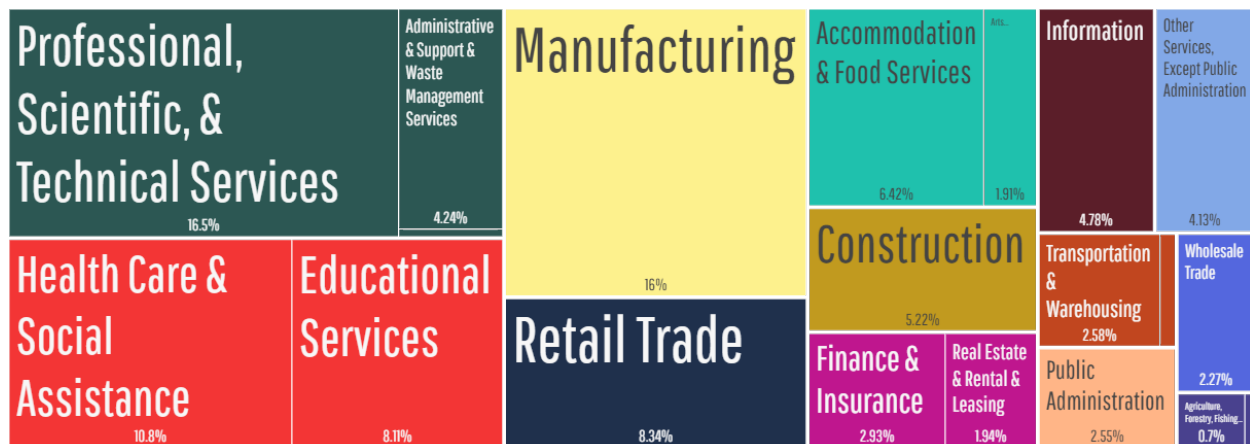 Professional,
Scientific, &
Technical Services
16.5%
Administrative
& Support &
Waste
Management
Services
4.24%
Health Care &
Social
Assistance
10.8%
Educational
Services
8.11%
Manufacturing
16%
Retail Trade
8.34%
Accommodation
& Food Services
6.42%
Arts...
1.91%
Construction
5.22%
Finance &
Insurance
2.93%
Real Estate
& Rental &
Leasing
1.94%
Information
4.78%
Other
Services,
Except Public
Administration
4.13%
Transportation
&
Warehousing
2.58%
Public
Administration
2.55%
Wholesale
Trade
2.27%
Agriculture,
Forestry, Fishing...
0.7%